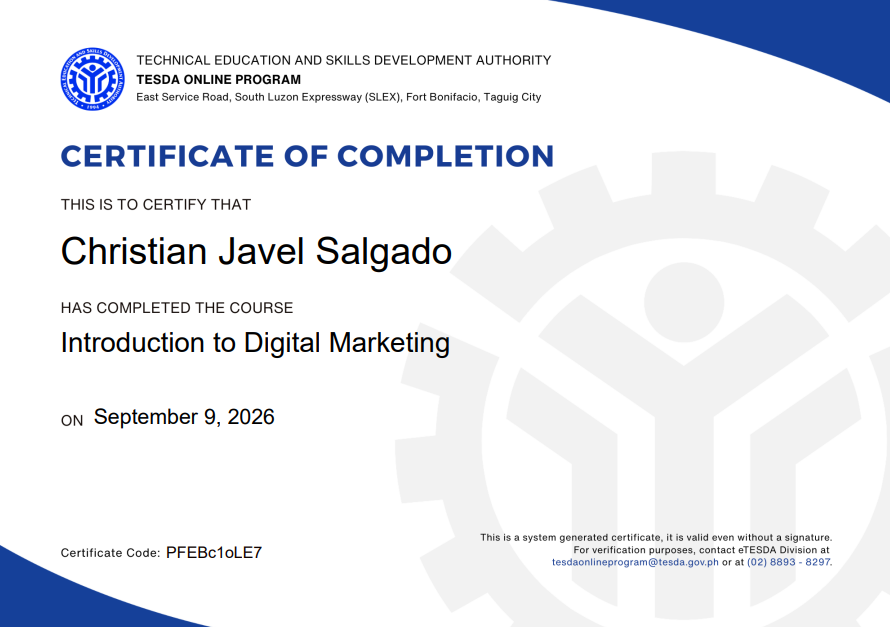 TECHNICAL EDUCATION AND SKILLS DEVELOPMENT AUTHORITY
TESDA ONLINE PROGRAM
East Service Road, South Luzon Expressway (SLEX), Fort Bonifacio, Taguig City
CERTIFICATE OF COMPLETION
THIS IS TO CERTIFY THAT
Christian Javel Salgado
HAS COMPLETED THE COURSE
Introduction to Digital Marketing
ON September 9, 2026
Certificate Code: PFEBc1oLE7
This is a system generated certificate, it is valid even without a signature.
For verification purposes, contact eTESDA Division at
tesdaonlineprogram@tesda.gov.ph or at (02) 8893 - 8297.